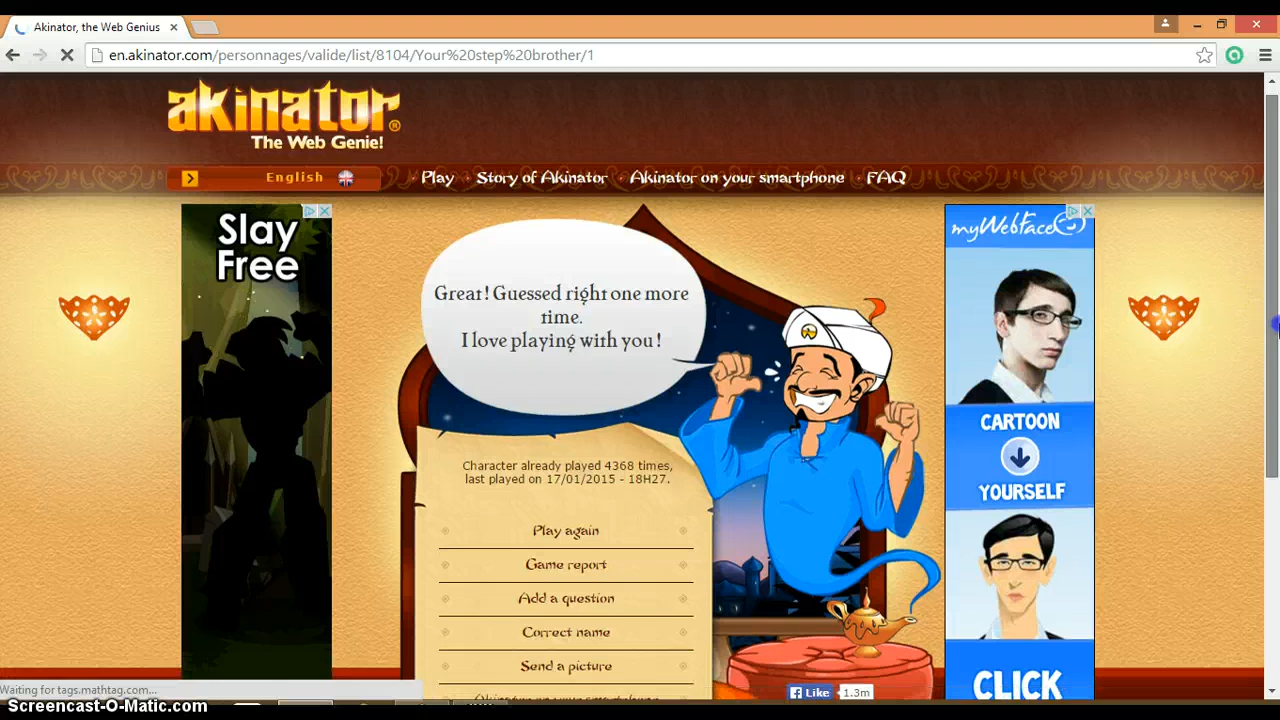 Akinator, the Web Genius
en.akinator.com/personnages/valide/list/8104/Your%20step%20brother/1
akinator®
The Web Genie!
English
Play
Story of Akinator
Akinator on your smartphone
FAQ
Slay
Free
Great! Guessed right one more
time.
I love playing with you!
Character already played 4368 times,
last played on 17/01/2015 - 18H27.
Play again
Game report
Add a question
Correct name
Send a picture
Akinator on your smartphone
myWebFace
CARTOON
YOURSELF
CLICK
Like
1.3m
Waiting for tags.mathtag.com...
Screencast-O-Matic.com